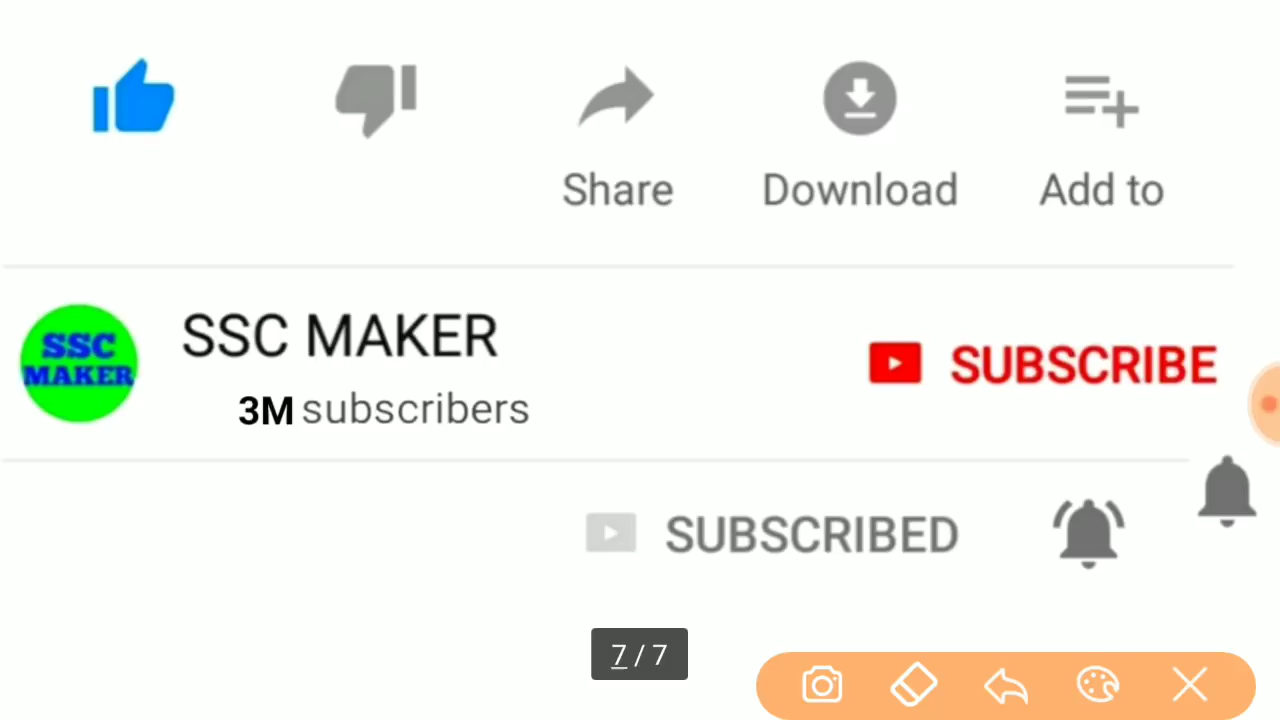 Share Download Add to
SSC MAKER
SSC
MAKER
3M subscribers
SUBSCRIBE
SUBSCRIBED
7 / 7